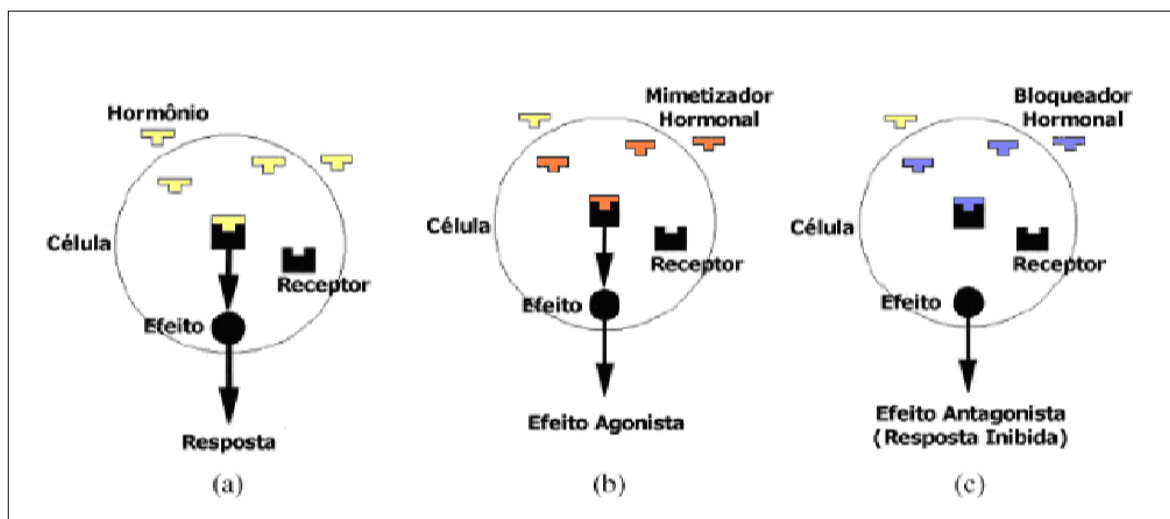 Hormônio
Célula
Receptor
Efeito
Resposta
(a)
Mimetizador
Hormonal
Célula
Receptor
Efeito
Efeito Agonista
(b)
Bloqueador
Hormonal
Célula
Receptor
Efeito
Efeito Antagonista
(Resposta Inibida)
(c)